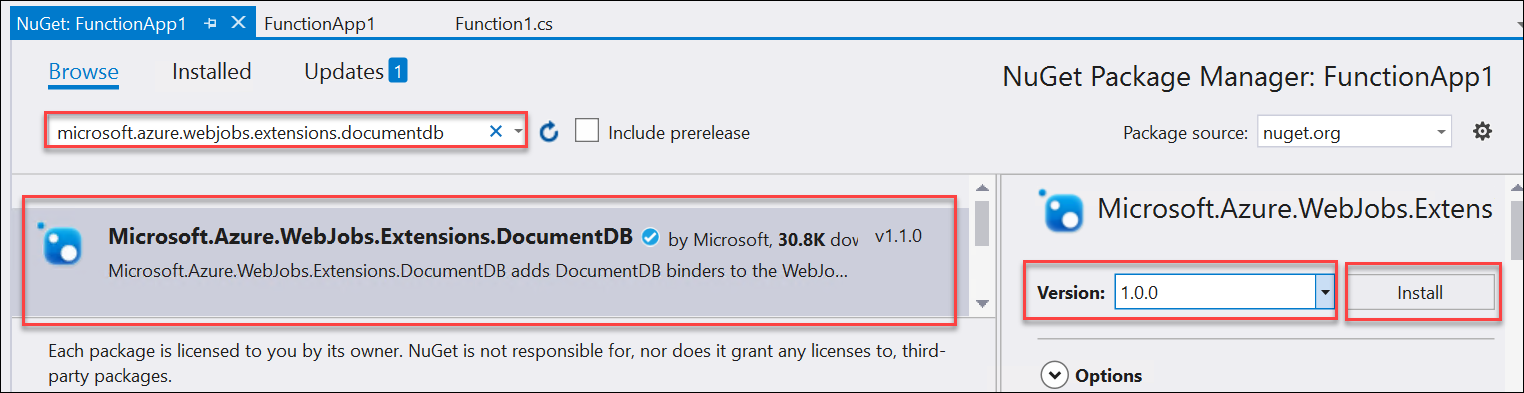 NuGet: FunctionApp1 FunctionApp1 Function1.cs
Browse Installed Updates 1
NuGet Package Manager: FunctionApp1
microsoft.azure.webjobs.extensions.documentdb Include prerelease
Package source: nuget.org
Microsoft.Azure.WebJobs.Extensions.DocumentDB by Microsoft, 30.8K dov v1.1.0
Microsoft.Azure.WebJobs.Extensions.DocumentDB adds DocumentDB binders to the WebJo...
Each package is licensed to you by its owner. NuGet is not responsible for, nor does it grant any licenses to, third-
party packages.
Microsoft.Azure.WebJobs.Extens
Version: 1.0.0 Install
Options